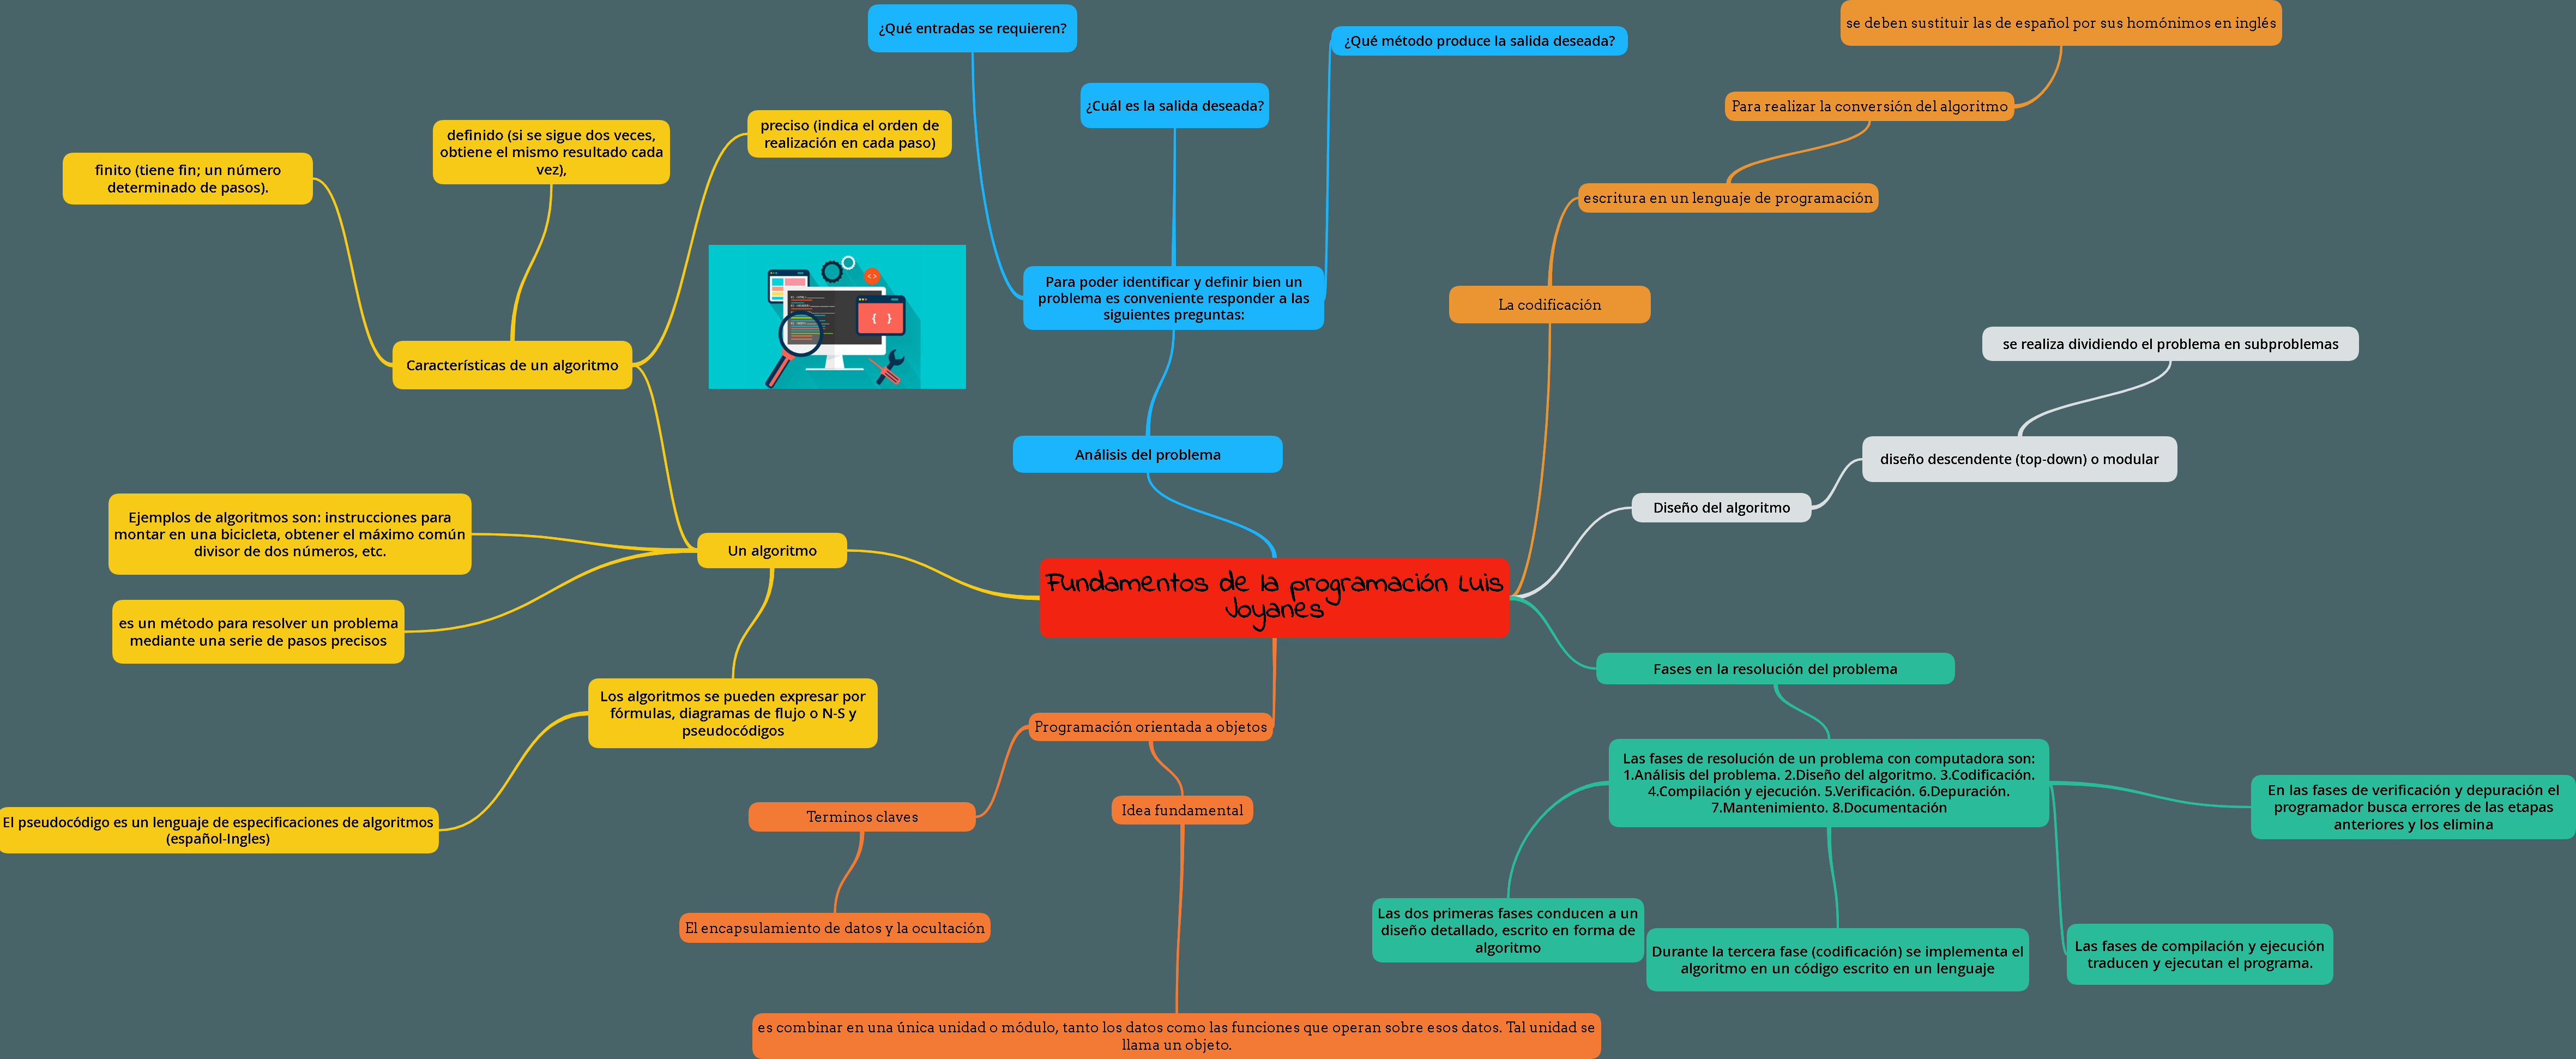 ¿Qué entradas se requieren?
¿Qué método produce la salida deseada?
¿Cuál es la salida deseada?
Para poder identificar y definir bien un
problema es conveniente responder a las
siguientes preguntas:
Análisis del problema
se deben sustituir las de español por sus homónimos en inglés
Para realizar la conversión del algoritmo
escritura en un lenguaje de programación
La codificación
finito (tiene fin; un número
determinado de pasos).
definido (si se sigue dos veces,
obtiene el mismo resultado cada
vez),
preciso (indica el orden de
realización en cada paso)
{ }
<>
Características de un algoritmo
Ejemplos de algoritmos son: instrucciones para
montar en una bicicleta, obtener el máximo común
divisor de dos números, etc.
Un algoritmo
es un método para resolver un problema
mediante una serie de pasos precisos
Los algoritmos se pueden expresar por
fórmulas, diagramas de flujo o N-S y
pseudocódigos
El pseudocódigo es un lenguaje de especificaciones de algoritmos
(español-Ingles)
Fundamentos de la programación Luis
Joyanes
se realiza dividiendo el problema en subproblemas
diseño descendente (top-down) o modular
Diseño del algoritmo
Fases en la resolución del problema
Las fases de resolución de un problema con computadora son:
1.Análisis del problema. 2.Diseño del algoritmo. 3.Codificación.
4.Compilación y ejecución. 5.Verificación. 6.Depuración.
7.Mantenimiento. 8.Documentación
En las fases de verificación y depuración el
programador busca errores de las etapas
anteriores y los elimina
Las dos primeras fases conducen a un
diseño detallado, escrito en forma de
algoritmo
Durante la tercera fase (codificación) se implementa el
algoritmo en un código escrito en un lenguaje
Las fases de compilación y ejecución
traducen y ejecutan el programa.
Programación orientada a objetos
Terminos claves
Idea fundamental
El encapsulamiento de datos y la ocultación
es combinar en una única unidad o módulo, tanto los datos como las funciones que operan sobre esos datos. Tal unidad se
llama un objeto.